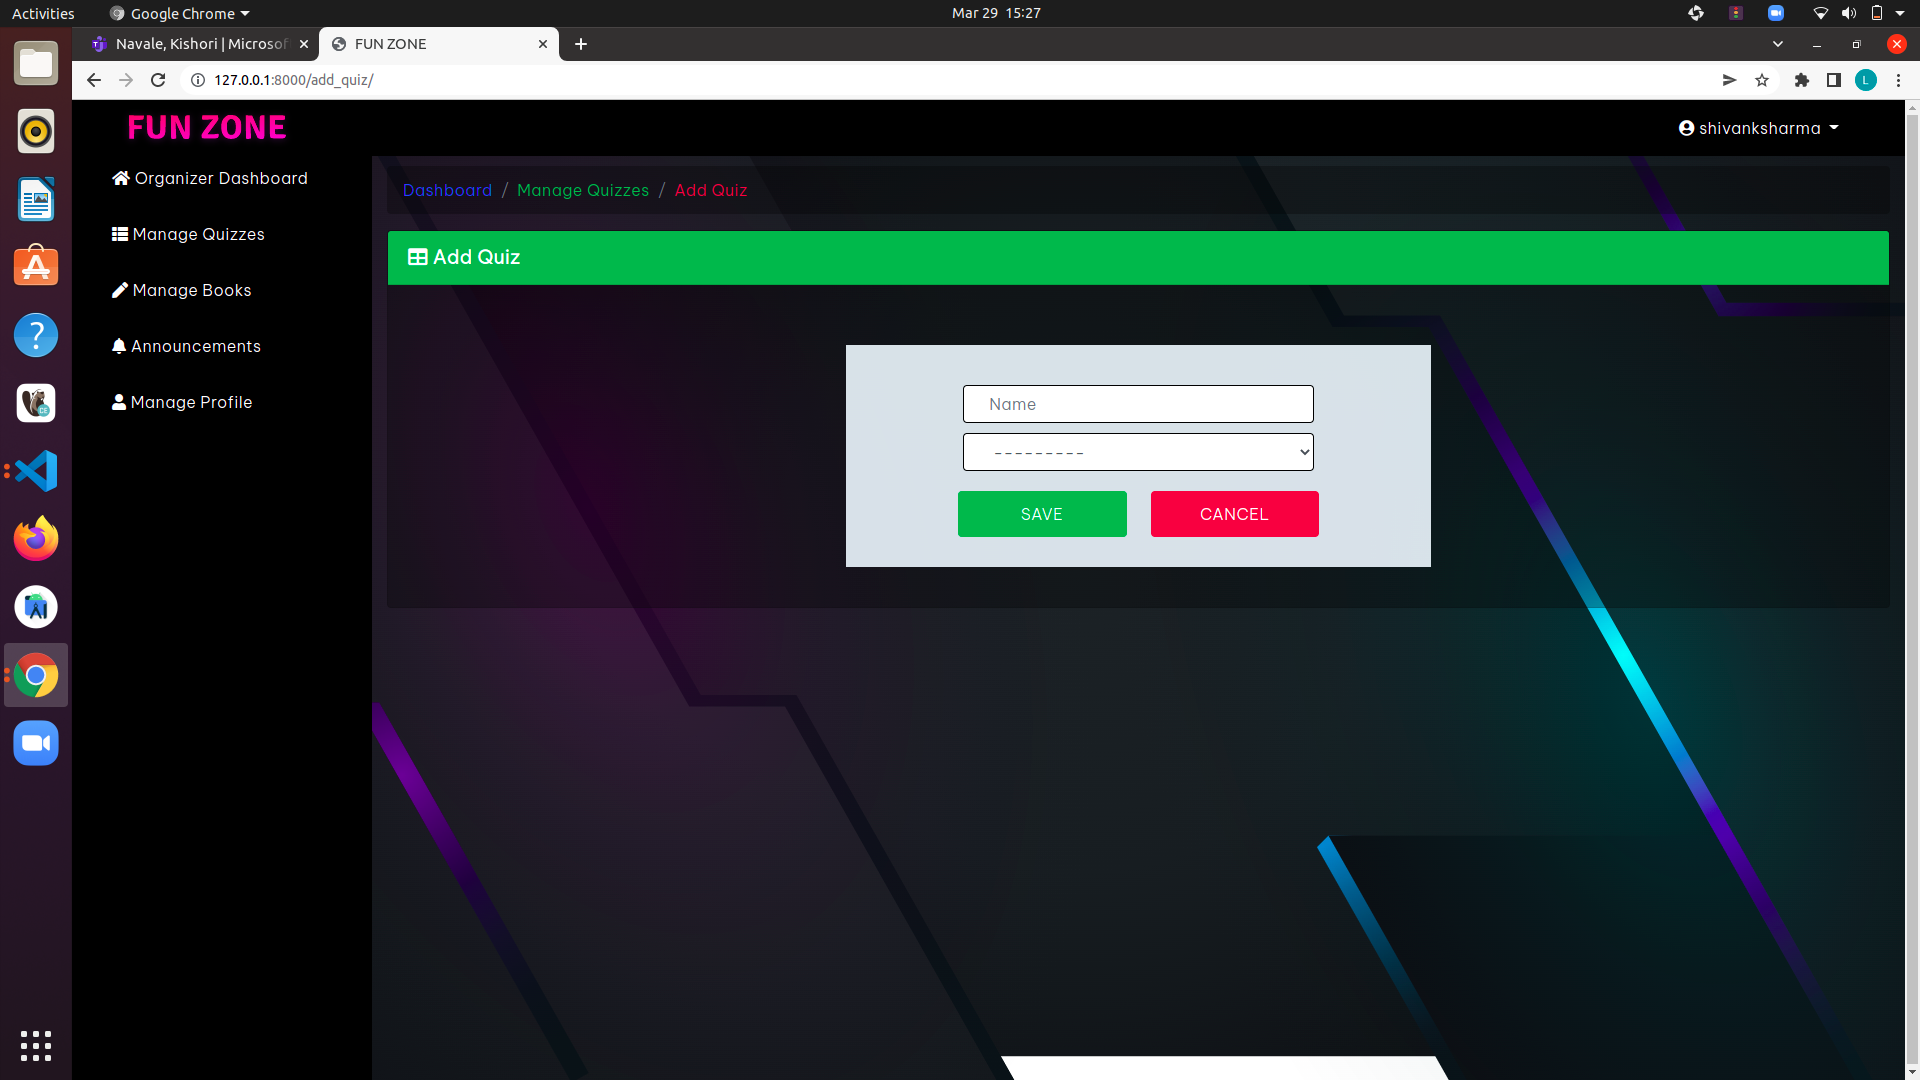 Activities
Google Chrome
Mar 29 15:27
Navale, Kishori | Microsof
FUN ZONE
127.0.0.1:8000/add_quiz/
L
FUN ZONE
shivanksharma
Organizer Dashboard
Manage Quizzes
Manage Books
Announcements
Manage Profile
Dashboard / Manage Quizzes / Add Quiz
Add Quiz
Name
---------
SAVE
CANCEL